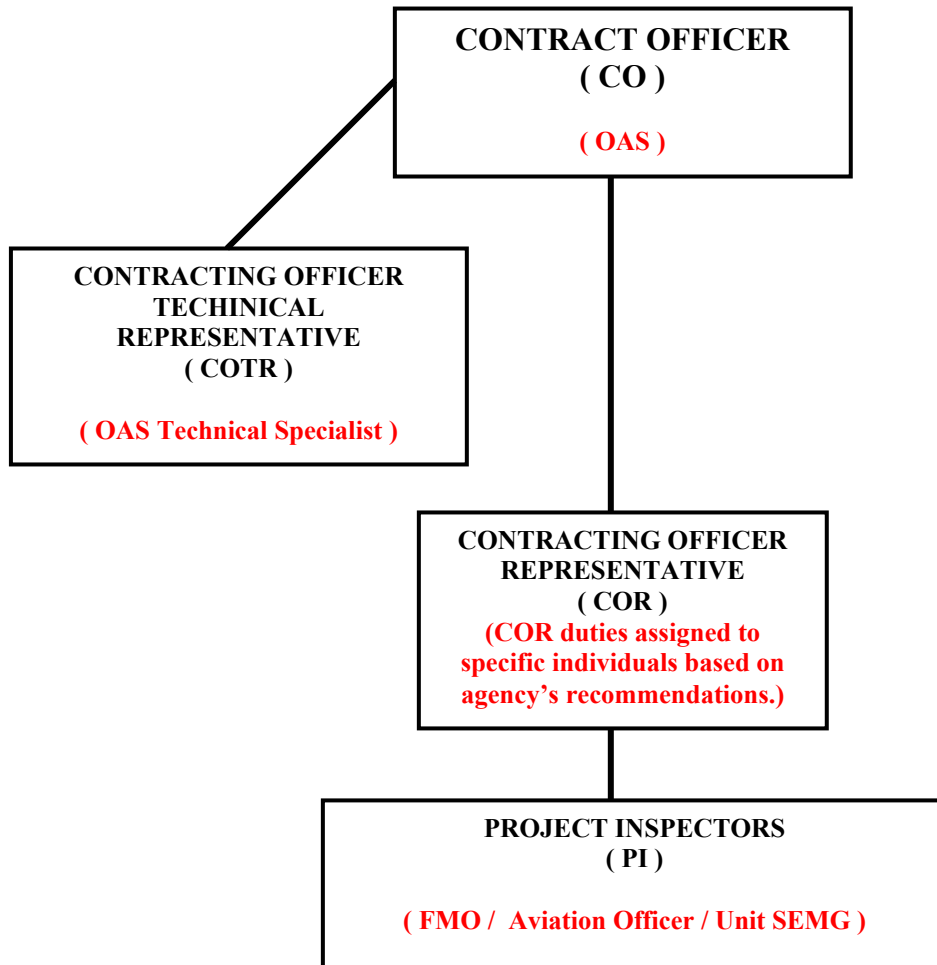 CONTRACT OFFICER
( CO )
( OAS )
CONTRACTING OFFICER
TECHINICAL
REPRESENTATIVE
( COTR )
( OAS Technical Specialist )
CONTRACTING OFFICER
REPRESENTATIVE
( COR )
(COR duties assigned to
specific individuals based on
agency’s recommendations.)
PROJECT INSPECTORS
( PI )
( FMO / Aviation Officer / Unit SEMG )